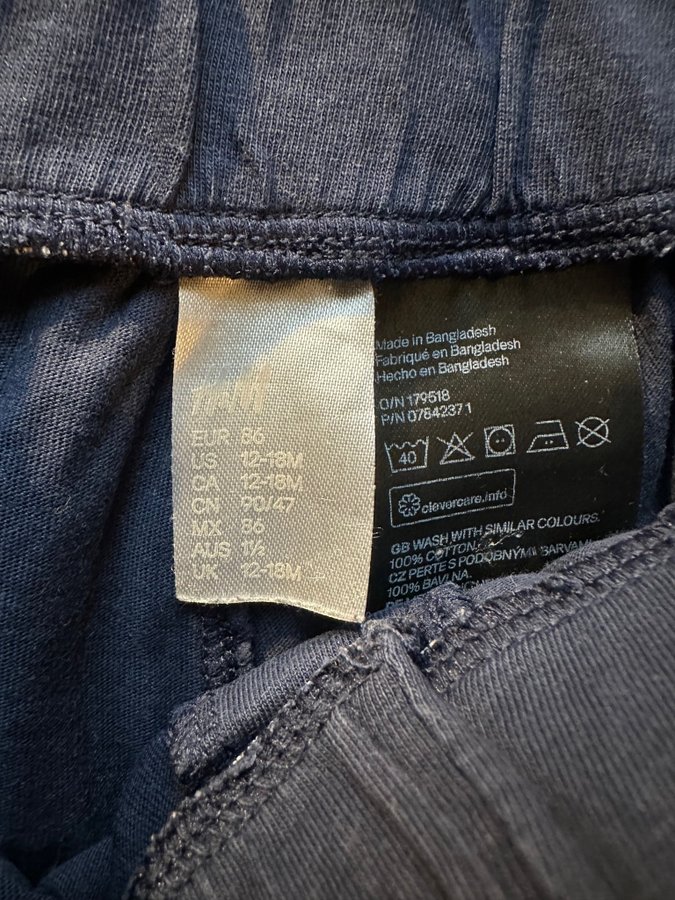 H&M
EUR 86
US 12-18M
CA 12-18M
CN 90/47
MX 86
AUS 1½
UK 12-18M
Made in Bangladesh
Fabriqué en Bangladesh
Hecho en Bangladesh
O/N 179518
P/N 07842371
40
clevercare.info
GB WASH WITH SIMILAR COLOURS.
100% COTTON.
CZ PERTE S PODOBNÝMI BARVAMI
100% BAVLNA.